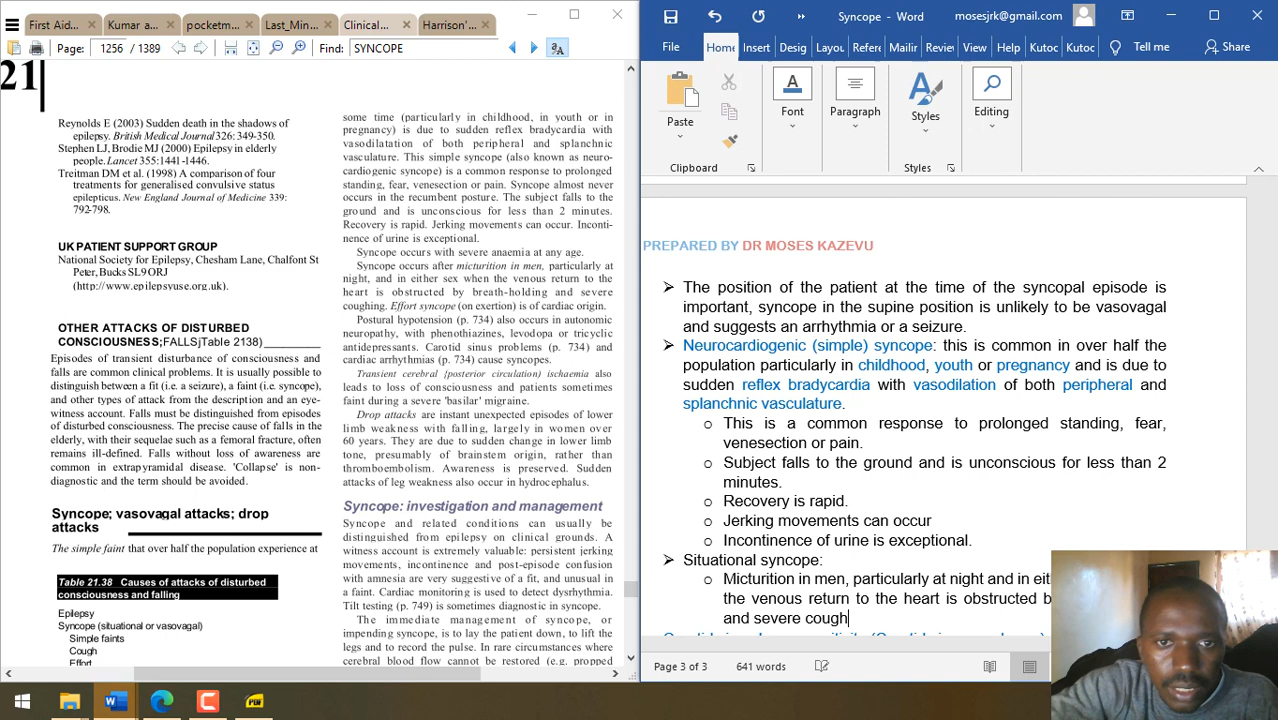 First Aid...
Kumar a...
pocketm...
Last_Min...
Clinical...
Harrison'...
Page:
1256 / 1389
Find:
SYNCOPE
21
Reynolds E (2003) Sudden death in the shadows of
epilepsy. British Medical Journal 326: 349-350.
Stephen LJ, Brodie MJ (2000) Epilepsy in elderly
people. Lancet 355:1441-1446.
Treitman DM et al. (1998) A comparison of four
treatments for generalised convulsive status
epilepticus. New England Journal of Medicine 339:
792-798.
UK PATIENT SUPPORT GROUP
National Society for Epilepsy, Chesham Lane, Chalfont St
Peter, Bucks SL9 ORJ
(http://www.epilepsyuse.org.uk).
OTHER ATTACKS OF DISTURBED
CONSCIOUSNESS;FALLSjTable 2138)
Episodes of transient disturbance of consciousness and
falls are common clinical problems. It is usually possible to
distinguish between a fit (i.e. a seizure), a faint (i.e. syncope),
and other types of attack from the description and an eye-
witness account. Falls must be distinguished from episodes
of disturbed consciousness. The precise cause of falls in the
elderly, with their sequelae such as a femoral fracture, often
remains ill-defined. Falls without loss of awareness are
common in extrapyramidal disease. 'Collapse' is non-
diagnostic and the term should be avoided.
Syncope; vasovagal attacks; drop
attacks
The simple faint that over half the population experience at
Table 21.38 Causes of attacks of disturbed
consciousness and falling
Epilepsy
Syncope (situational or vasovagal)
Simple faints
Cough
Effort
some time (particularly in childhood, in youth or in
pregnancy) is due to sudden reflex bradycardia with
vasodilatation of both peripheral and splanchnic
vasculature. This simple syncope (also known as neuro-
cardiogenic syncope) is a common response to prolonged
standing, fear, venesection or pain. Syncope almost never
occurs in the recumbent posture. The subject falls to the
ground and is unconscious for less than 2 minutes.
Recovery is rapid. Jerking movements can occur. Inconti-
nence of urine is exceptional.
Syncope occurs with severe anaemia at any age.
Syncope occurs after micturition in men, particularly at
night, and in either sex when the venous return to the
heart is obstructed by breath-holding and severe
coughing. Effort syncope (on exertion) is of cardiac origin.
Postural hypotension (p. 734) also occurs in autonomic
neuropathy, with phenothiazines, levodopa or tricyclic
antidepressants. Carotid sinus problems (p. 734) and
cardiac arrhythmias (p. 734) cause syncopes.
Transient cerebral {posterior circulation) ischaemia also
leads to loss of consciousness and patients sometimes
faint during a severe 'basilar' migraine.
Drop attacks are instant unexpected episodes of lower
limb weakness with falling, largely in women over
60 years. They are due to sudden change in lower limb
tone, presumably of brainstem origin, rather than
thromboembolism. Awareness is preserved. Sudden
attacks of leg weakness also occur in hydrocephalus.
Syncope: investigation and management
Syncope and related conditions can usually be
distinguished from epilepsy on clinical grounds. A
witness account is extremely valuable: persistent jerking
movements, incontinence and post-episode confusion
with amnesia are very suggestive of a fit, and unusual in
a faint. Cardiac monitoring is used to detect dysrhythmia.
Tilt testing (p. 749) is sometimes diagnostic in syncope.
The immediate management of syncope, or
impending syncope, is to lay the patient down, to lift the
legs and to record the pulse. In rare circumstances where
cerebral blood flow cannot be restored (e.g. propped
Syncope - Word
mosesjrk@gmail.com
File
Home
Insert
Desig
Layou
Refere
Mailir
Review
View
Help
Kutoc
Kutoc
Tell me
Share
Paste
Font
Paragraph
Styles
Editing
Clipboard
PREPARED BY DR MOSES KAZEVU
➢ The position of the patient at the time of the syncopal episode is
important, syncope in the supine position is unlikely to be vasovagal
and suggests an arrhythmia or a seizure.
➢ Neurocardiogenic (simple) syncope: this is common in over half the
population particularly in childhood, youth or pregnancy and is due to
sudden reflex bradycardia with vasodilation of both peripheral and
splanchnic vasculature.
o This is a common response to prolonged standing, fear,
venesection or pain.
o Subject falls to the ground and is unconscious for less than 2
minutes.
o Recovery is rapid.
o Jerking movements can occur
o Incontinence of urine is exceptional.
➢ Situational syncope:
o Micturition in men, particularly at night and in eit
the venous return to the heart is obstructed b
and severe cough
Page 3 of 3
641 words